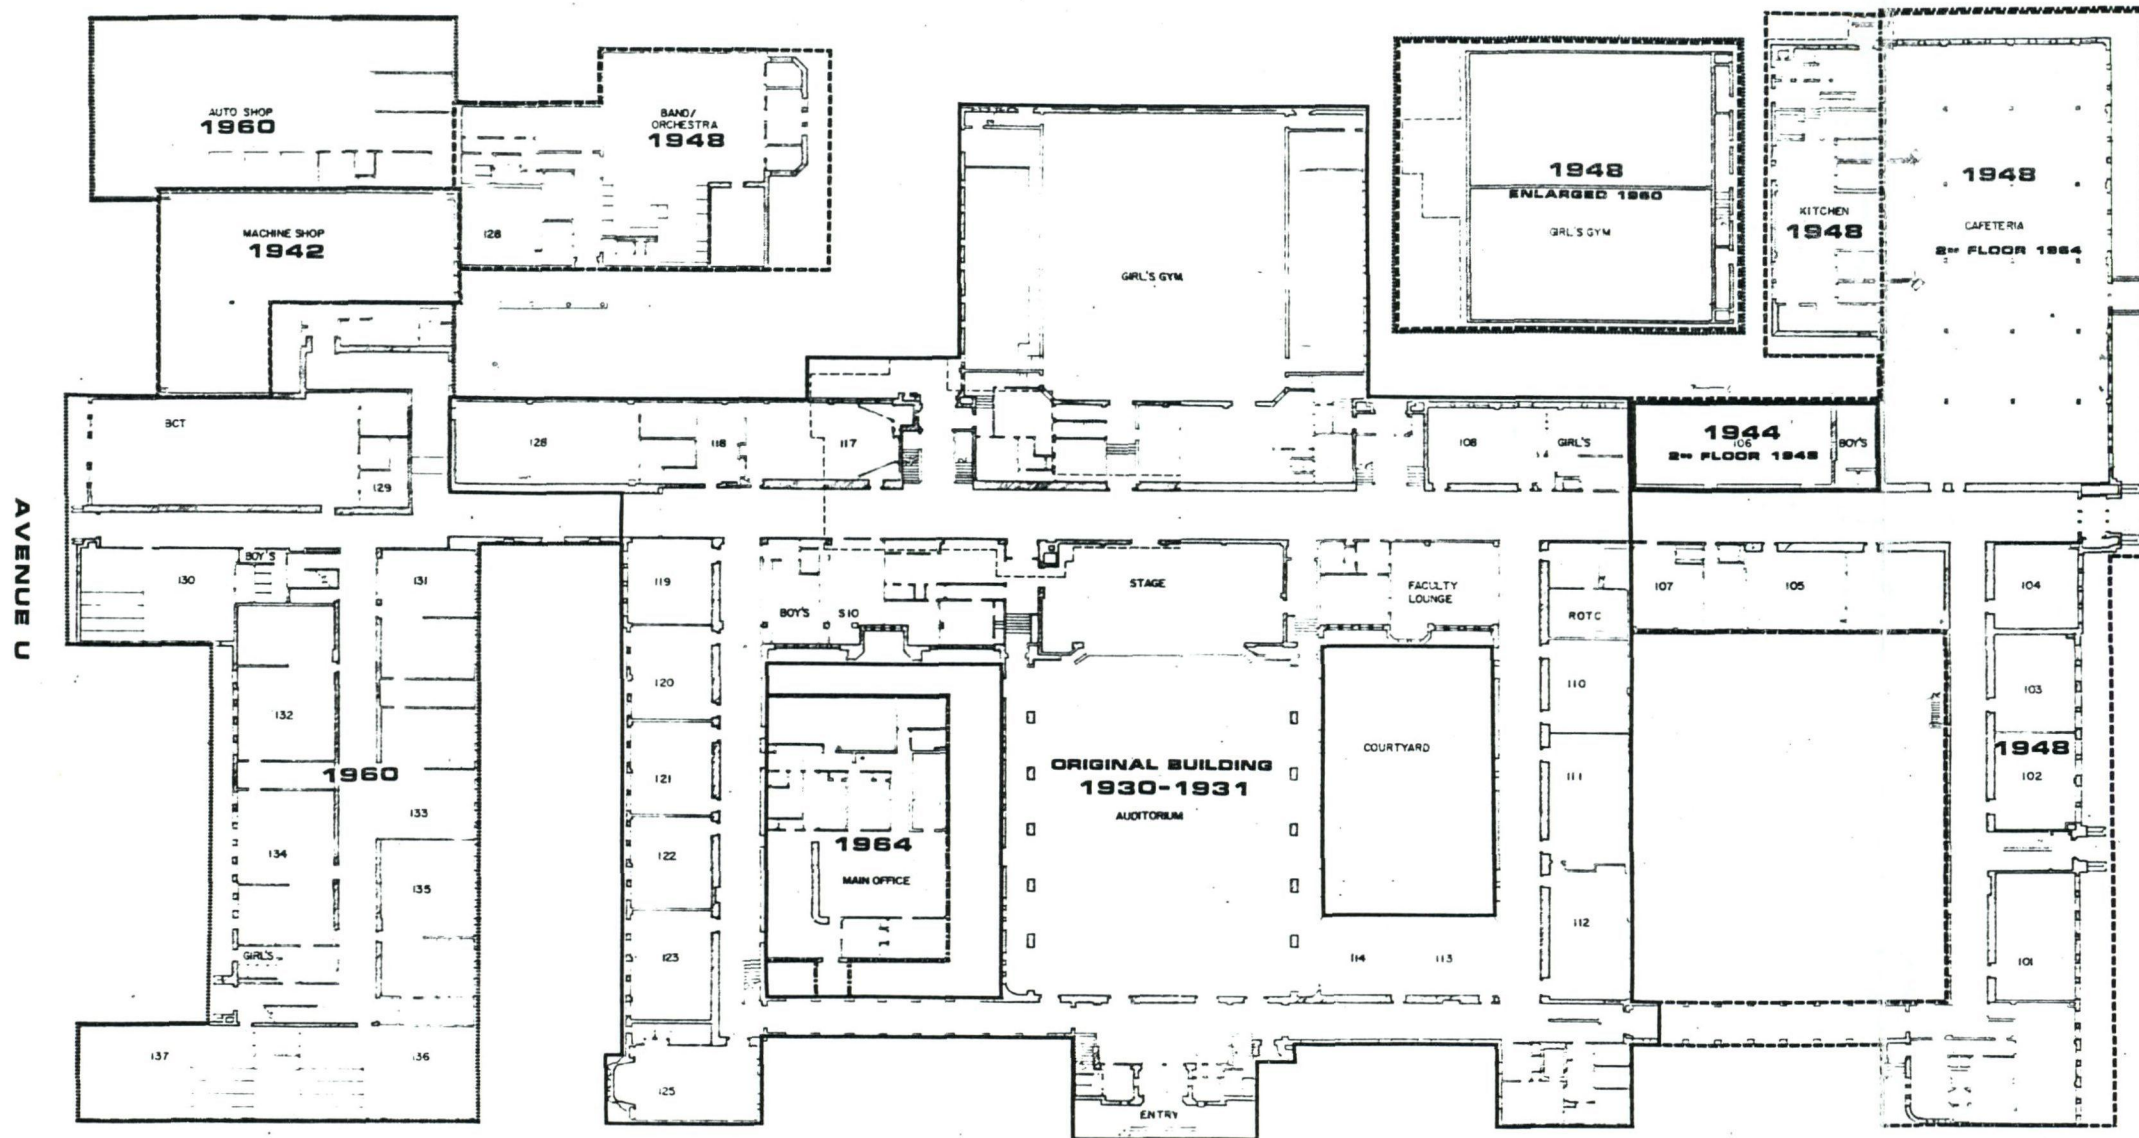 AUTO SHOP
1960
BAND/
ORCHESTRA
1948
MACHINE SHOP
1942
128
GIRL'S GYM
1948
ENLARGED 1960
GIRL'S GYM
KITCHEN
1948
1948
CAFETERIA
2ND FLOOR 1964
BCT
129
128
118
117
108
GIRL'S
1944
106
2ND FLOOR 1948
BOY'S
AVENUE U
130
BOY'S
131
119
BOY'S
S10
STAGE
FACULTY
LOUNGE
ROTC
107
105
104
132
120
110
103
1960
133
121
ORIGINAL BUILDING
1930-1931
AUDITORIUM
COURTYARD
111
1948
102
134
135
122
1964
MAIN OFFICE
GIRL'S
123
114
113
112
101
137
136
125
ENTRY